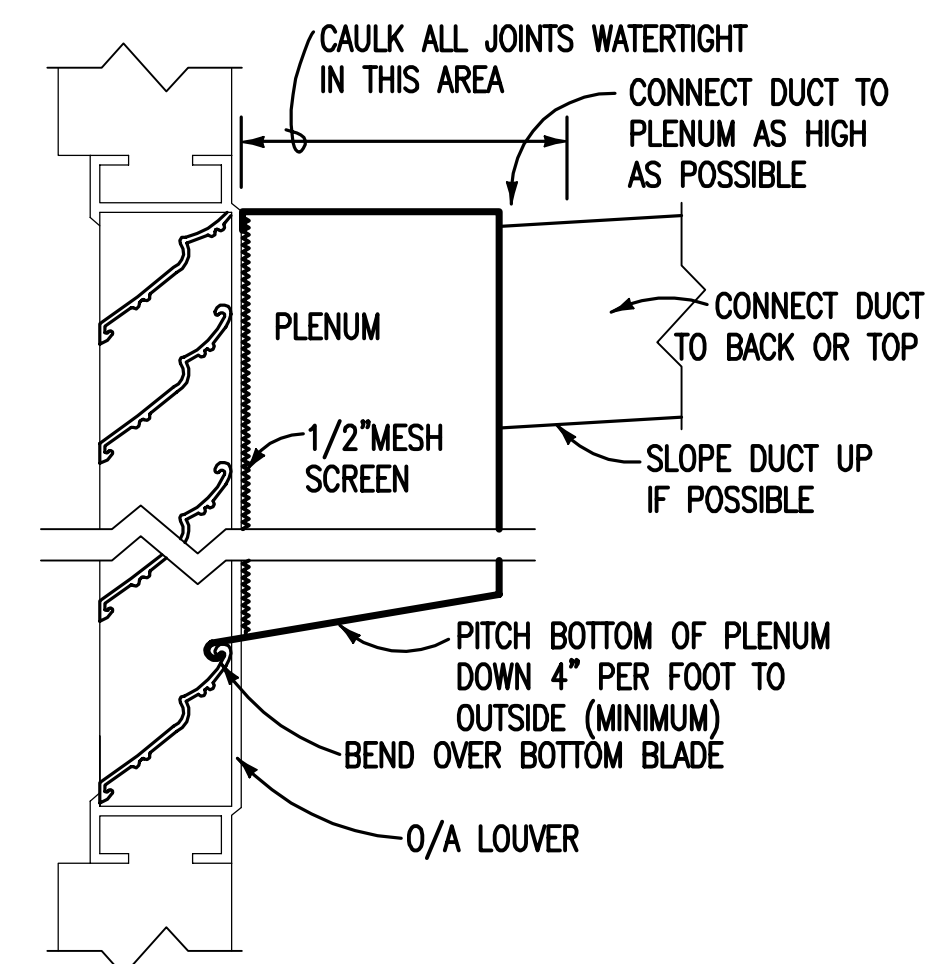 CAULK ALL JOINTS WATERTIGHT
IN THIS AREA
CONNECT DUCT TO
PLENUM AS HIGH
AS POSSIBLE
CONNECT DUCT
TO BACK OR TOP
PLENUM
1/2"MESH
SCREEN
SLOPE DUCT UP
IF POSSIBLE
PITCH BOTTOM OF PLENUM
DOWN 4" PER FOOT TO
OUTSIDE (MINIMUM)
BEND OVER BOTTOM BLADE
O/A LOUVER